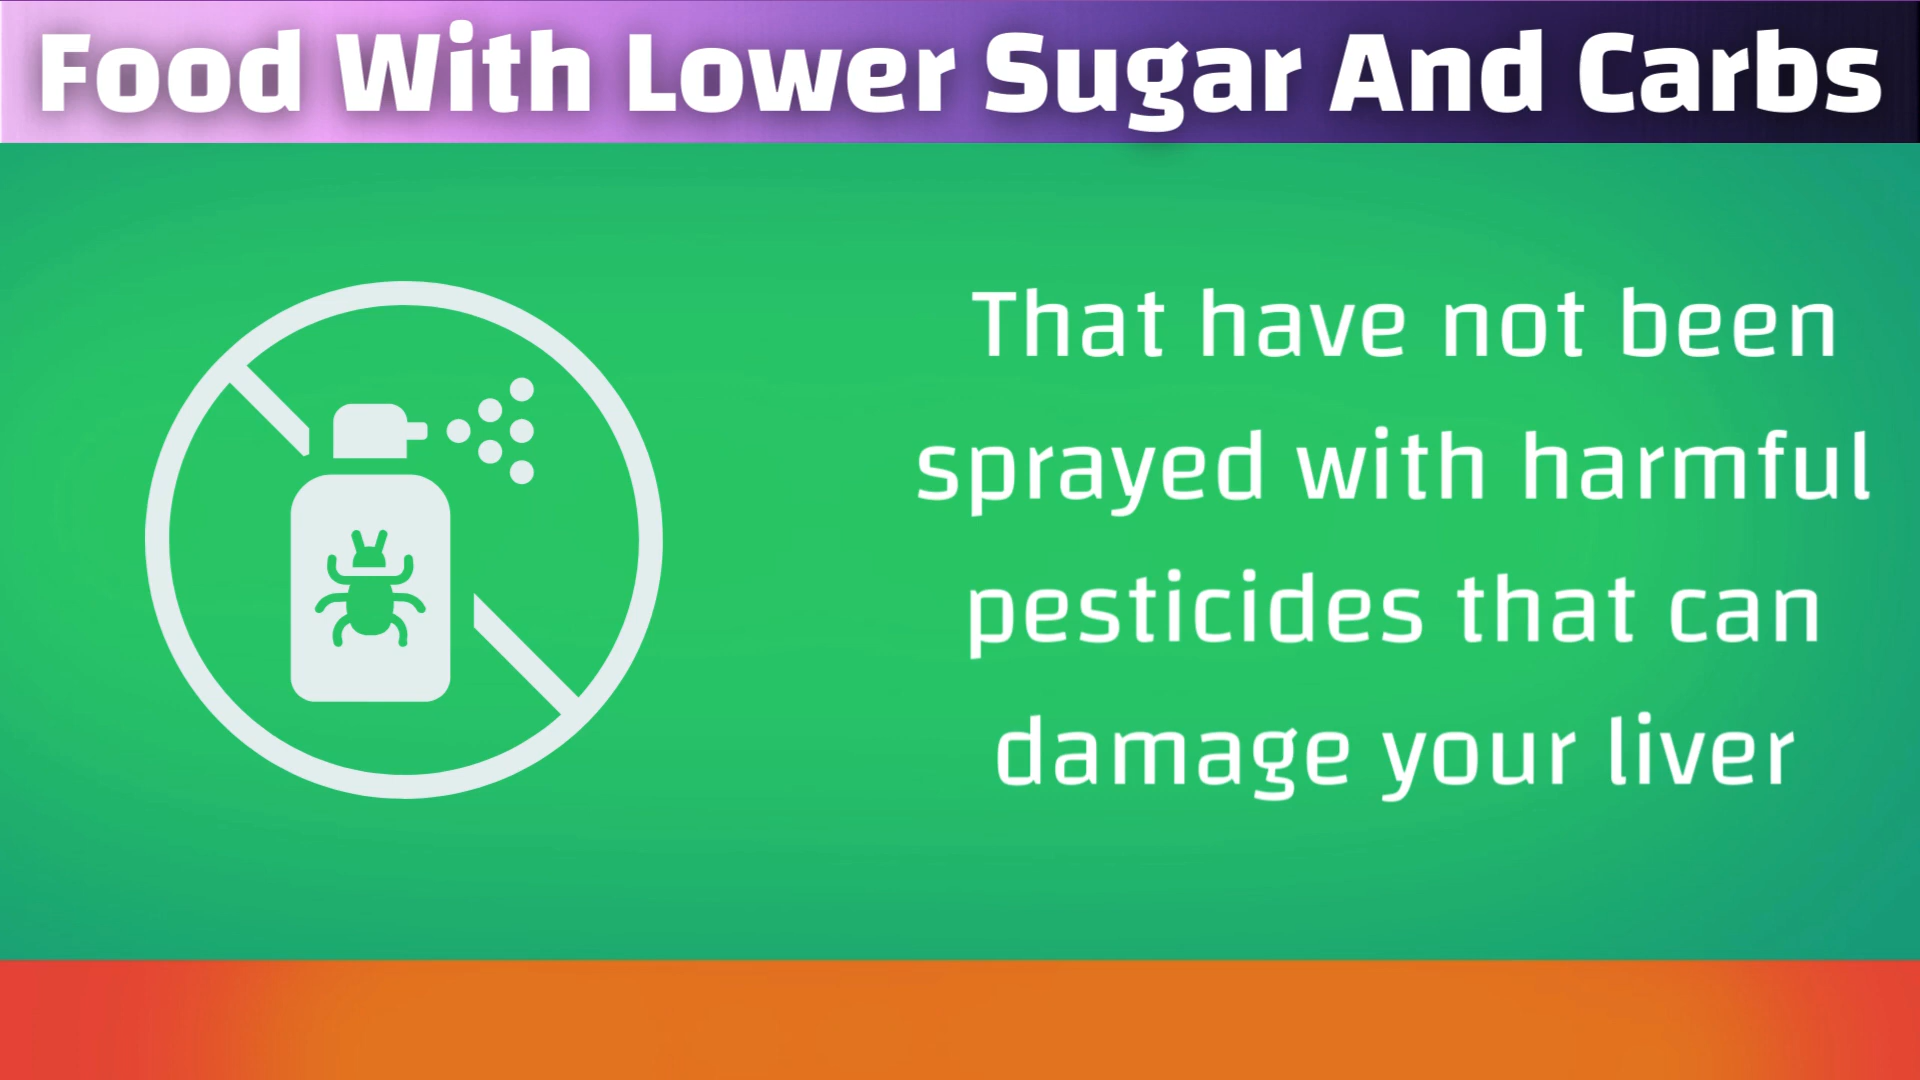 Food With Lower Sugar And Carbs
That have not been
sprayed with harmful
pesticides that can
damage your liver